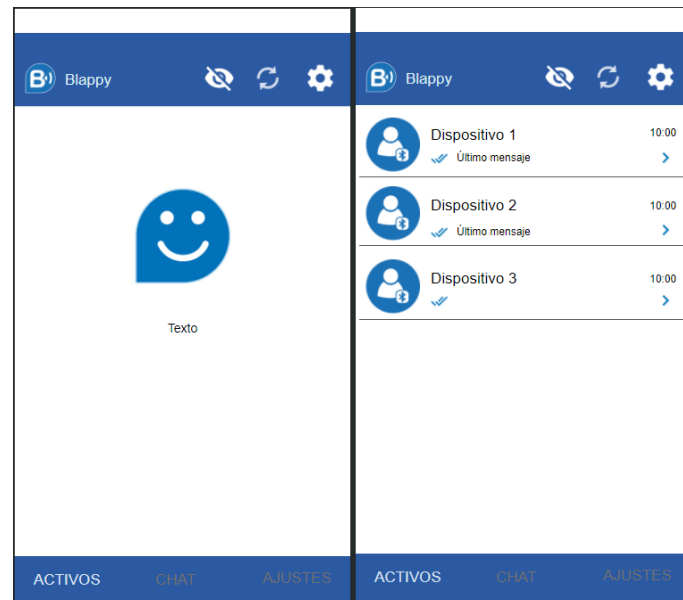 B Blappy
Texto
ACTIVOS CHAT AJUSTES
B Blappy
Dispositivo 1 10:00
Último mensaje
Dispositivo 2 10:00
Último mensaje
Dispositivo 3 10:00
ACTIVOS CHAT AJUSTES